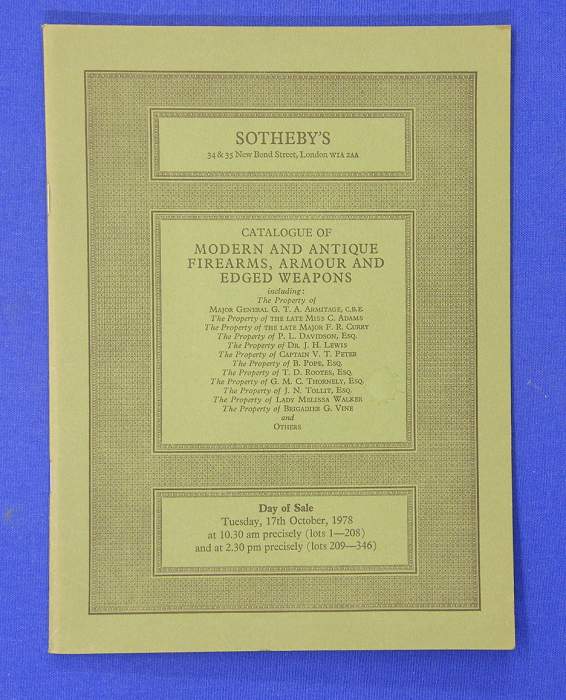 SOTHEBY'S
34 & 35 New Bond Street, London W1A 2AA
CATALOGUE OF
MODERN AND ANTIQUE
FIREARMS, ARMOUR AND
EDGED WEAPONS
including:
The Property of
MAJOR GENERAL G. T. A. ARMITAGE, C.B.E.
The Property of THE LATE MISS C. ADAMS
The Property of THE LATE MAJOR F. R. CURRY
The Property of P. L. DAVIDSON, ESQ.
The Property of DR. J. H. LEWIS
The Property of CAPTAIN V. T. PETER
The Property of B. POPE, ESQ.
The Property of T. D. ROOTES, ESQ.
The Property of G. M. C. THORNELY, ESQ.
The Property of J. N. TOLLIT, ESQ.
The Property of LADY MELISSA WALKER
The Property of BRIGADIER G. VINE
and
OTHERS
Day of Sale
Tuesday, 17th October, 1978
at 10.30 am precisely (lots 1—208)
and at 2.30 pm precisely (lots 209—346)